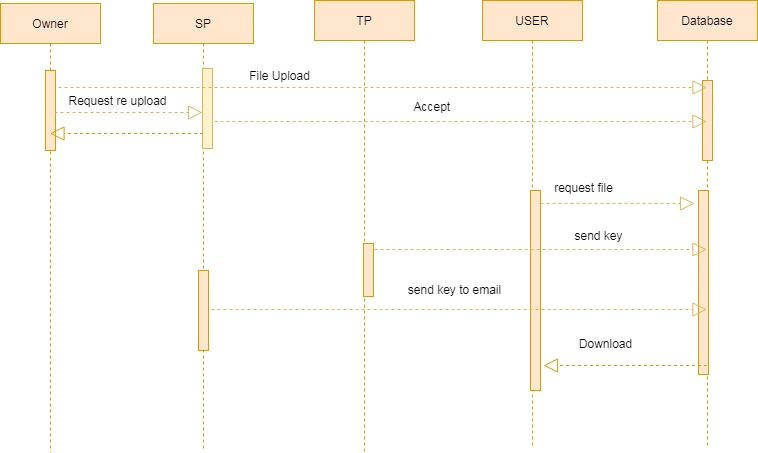 Owner
SP
TP
USER
Database
File Upload
Request re upload
Accept
request file
send key
send key to email
Download